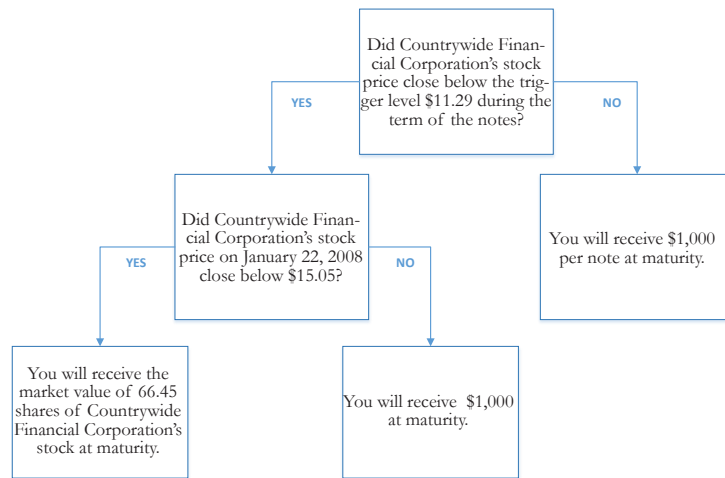 Did Countrywide Finan-
cial Corporation's stock
price close below the trig-
ger level $11.29 during the
term of the notes?
YES
NO
Did Countrywide Finan-
cial Corporation's stock
price on January 22, 2008
close below $15.05?
You will receive $1,000
per note at maturity.
YES
NO
You will receive the
market value of 66.45
shares of Countrywide
Financial Corporation's
stock at maturity.
You will receive $1,000
at maturity.